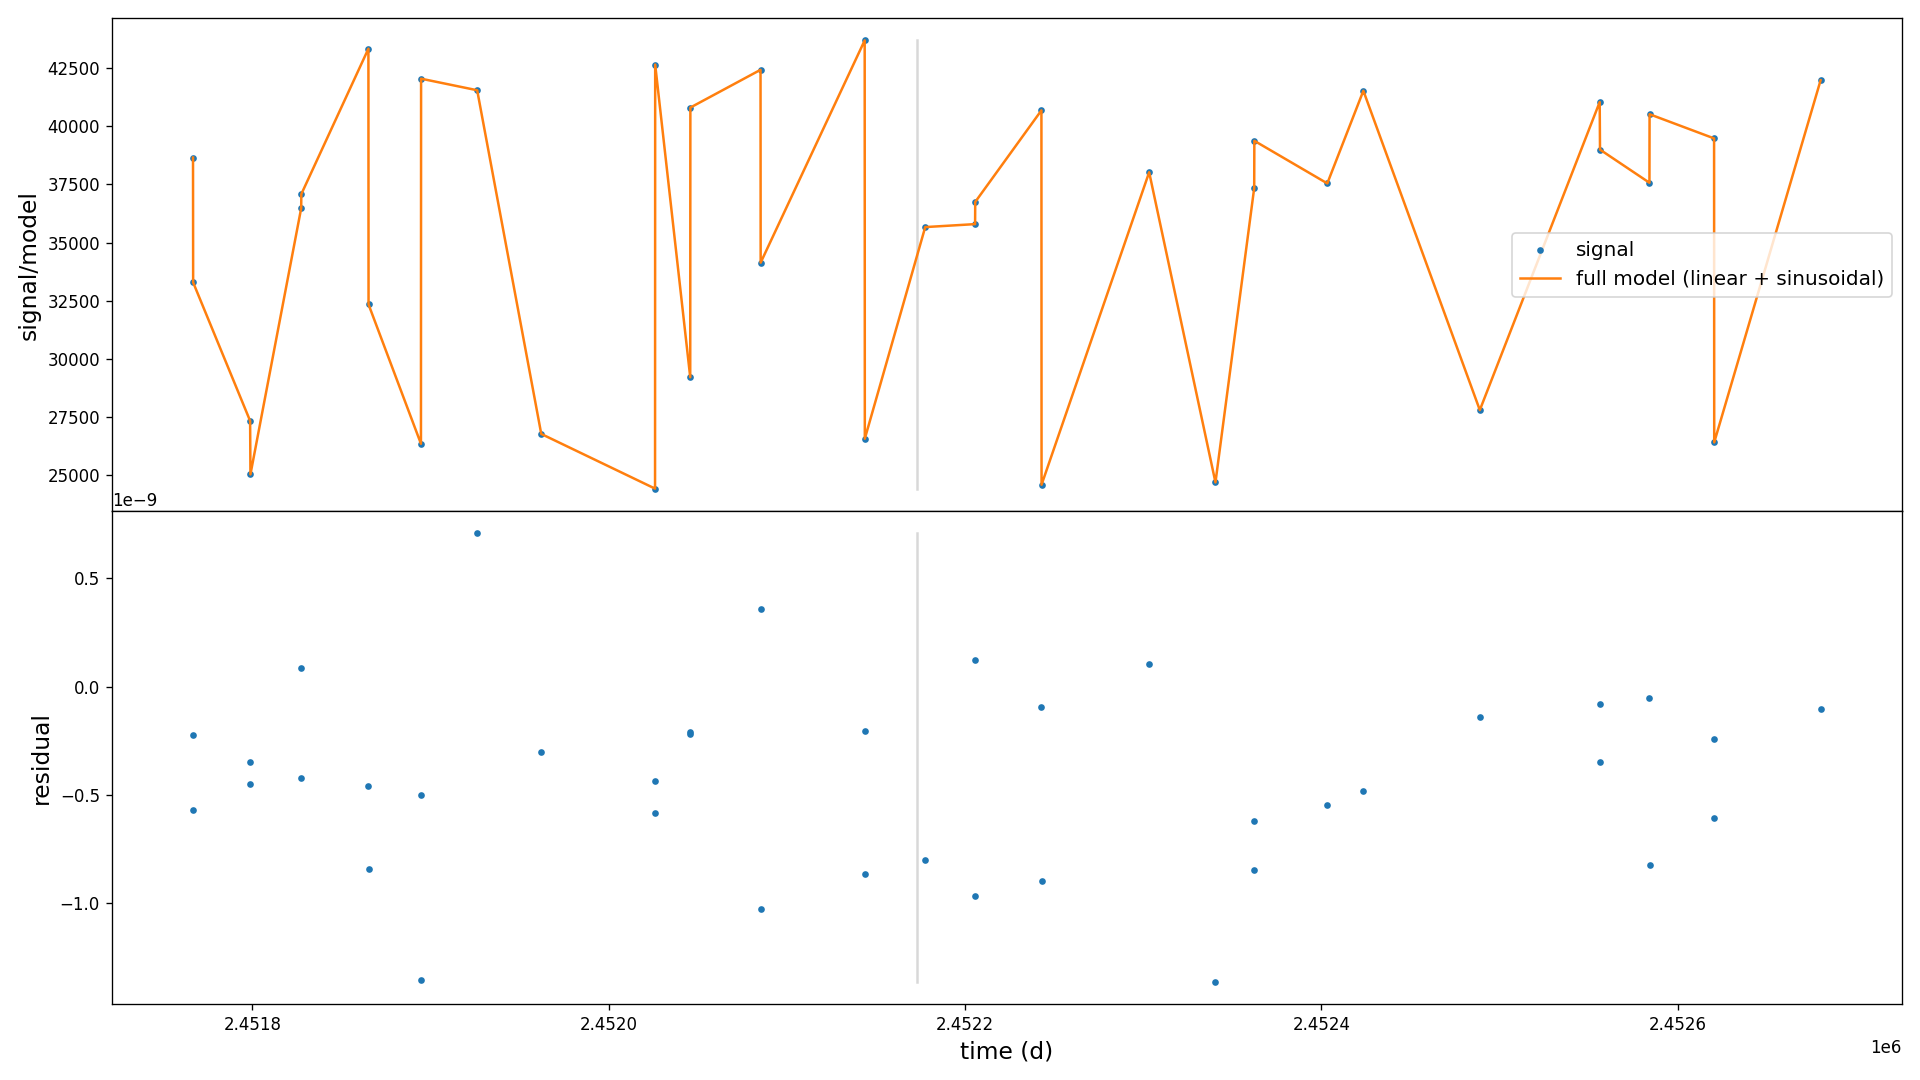 signal/model
42500
40000
37500
35000
32500
30000
27500
25000
signal
full model (linear + sinusoidal)
1e−9
residual
0.5
0.0
−0.5
−1.0
2.4518
2.4520
2.4522
2.4524
2.4526
1e6
time (d)